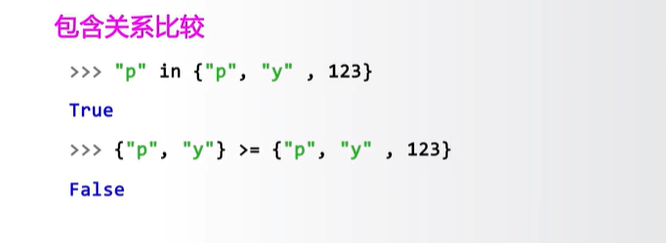 包含关系比较
>>> "p" in {"p", "y" , 123}
True
>>> {"p", "y"} >= {"p", "y" , 123}
False